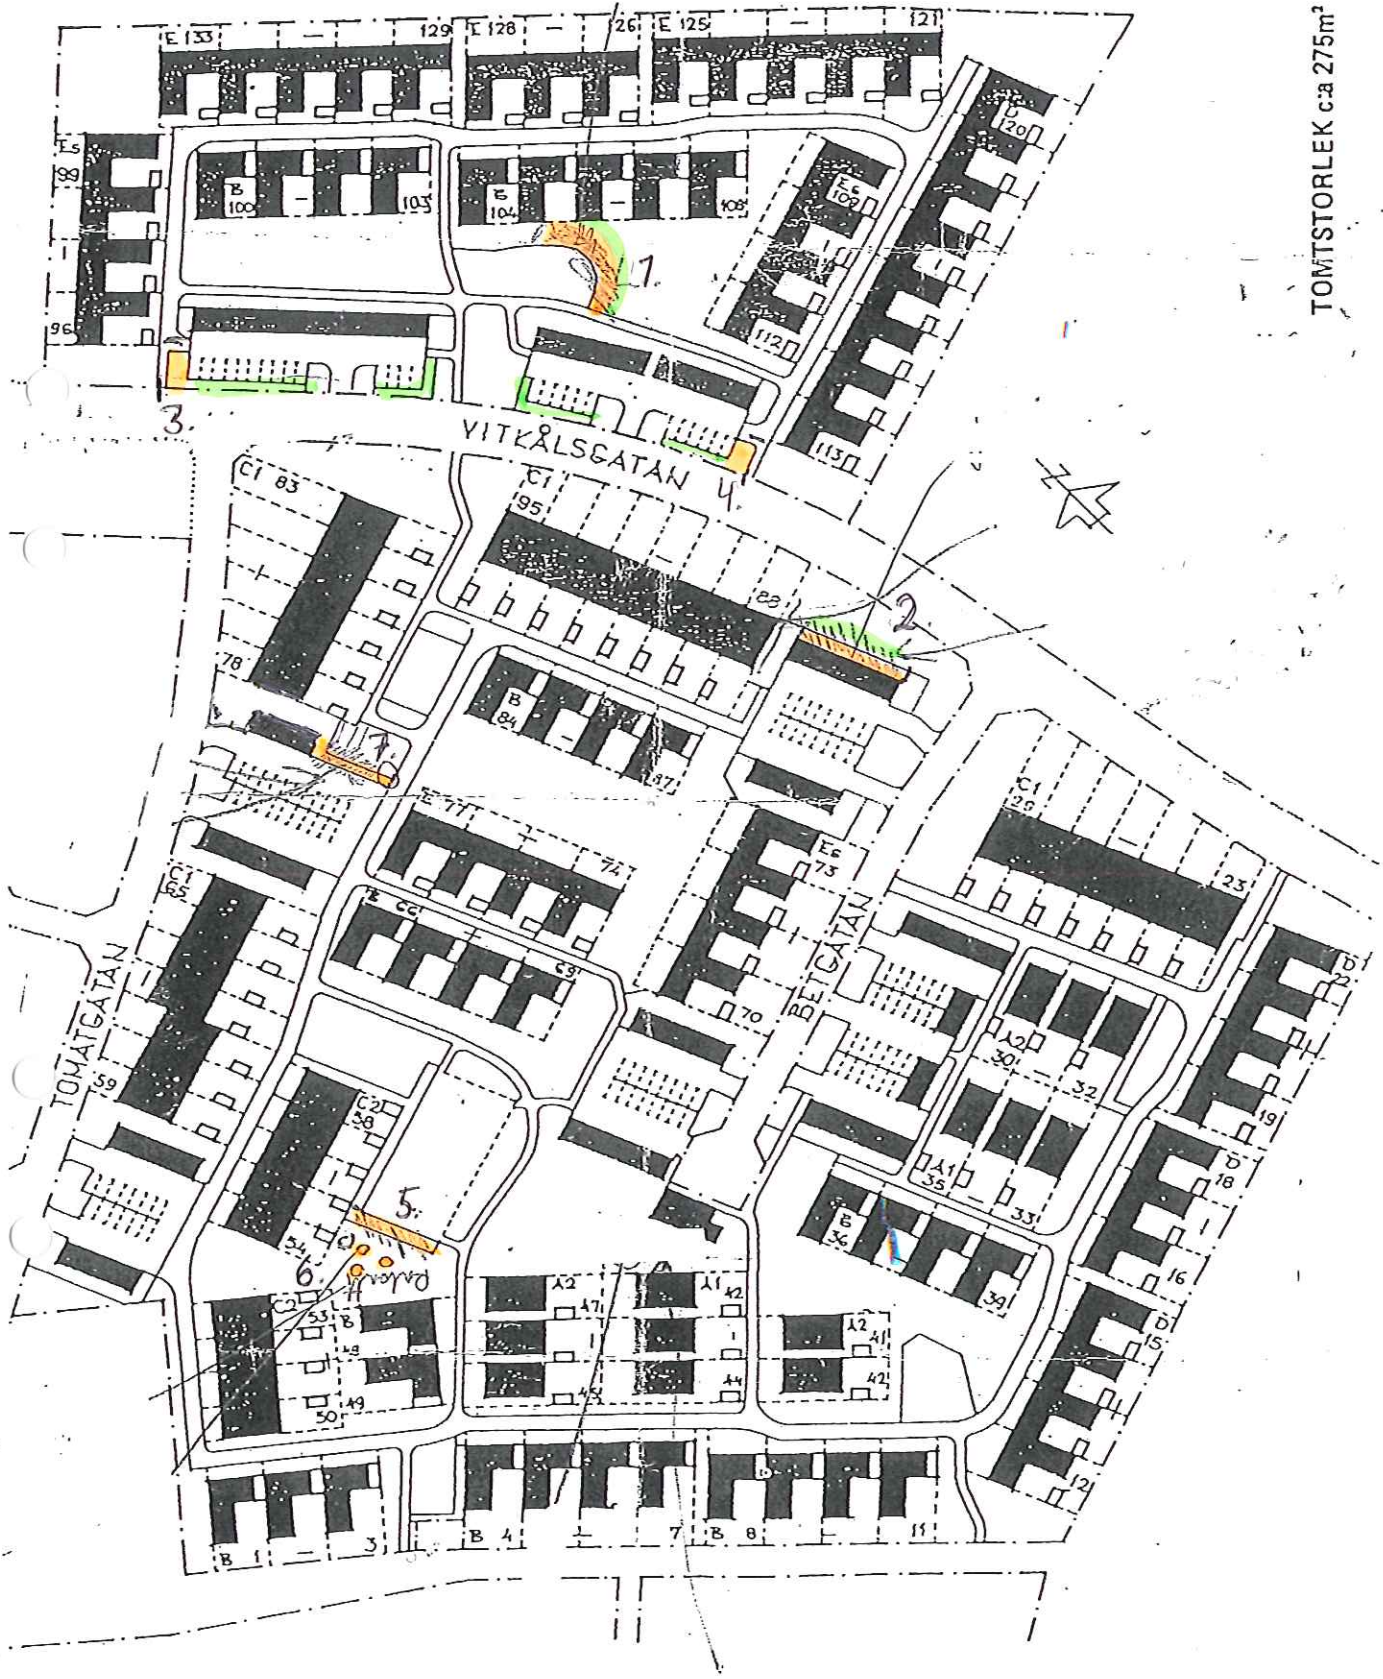 TOMTSTORLEK c:a 275m²
E 133 — 129
E 128 — 126
E 125 — 121
D
120
E5
99
|
96
B
100 — 103
B
104 — 108
E6
109
|
112
113
1
3.
VITKÅLSGATAN
4.
C1 83
|
78
C1
95
|
88
2
B
84
—
87
7.
E 77 — 74
C1
29
|
23
C1
65
|
59
B 66 — 69
E6
73
70
BETGATAN
TOMATGATAN
D
22
|
19
A2
30 — 32
C2
58
|
54
A1
35 — 33
D
18
|
16
5.
6.
B
36
39
C2
53
|
50
B
49
A2
47
|
45
A1
42
|
44
A2
41
42
D
15
|
12
B 1 — 3
B 4 — 7
B 8 — 11